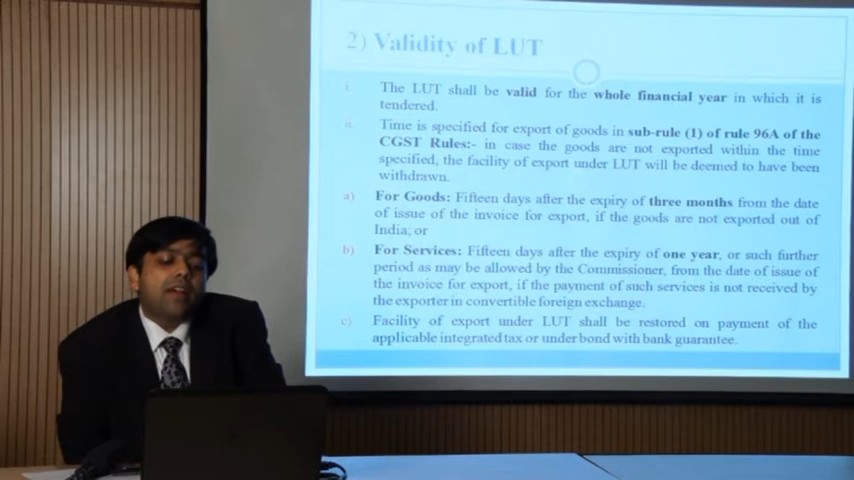 2) Validity of LUT
i. The LUT shall be valid for the whole financial year in which it is
tendered.
ii. Time is specified for export of goods in sub-rule (1) of rule 96A of the
CGST Rules:- in case the goods are not exported within the time
specified, the facility of export under LUT will be deemed to have been
withdrawn.
a) For Goods: Fifteen days after the expiry of three months from the date
of issue of the invoice for export, if the goods are not exported out of
India; or
b) For Services: Fifteen days after the expiry of one year, or such further
period as may be allowed by the Commissioner, from the date of issue of
the invoice for export, if the payment of such services is not received by
the exporter in convertible foreign exchange.
c) Facility of export under LUT shall be restored on payment of the
applicable integrated tax or under bond with bank guarantee.